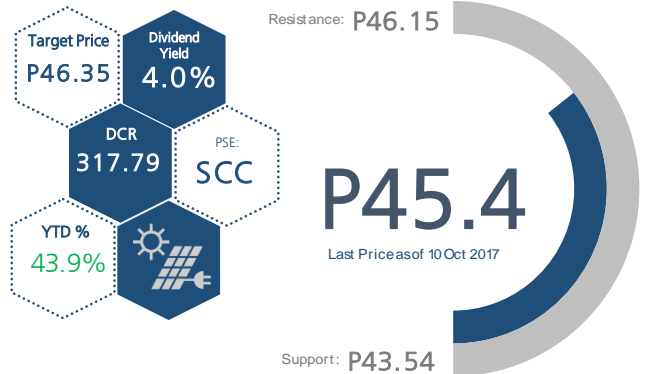 Target Price
P46.35
Dividend
Yield
4.0%
DCR
317.79
PSE:
SCC
YTD %
43.9%
Resistance: P46.15
P45.4
Last Price as of 10 Oct 2017
Support: P43.54